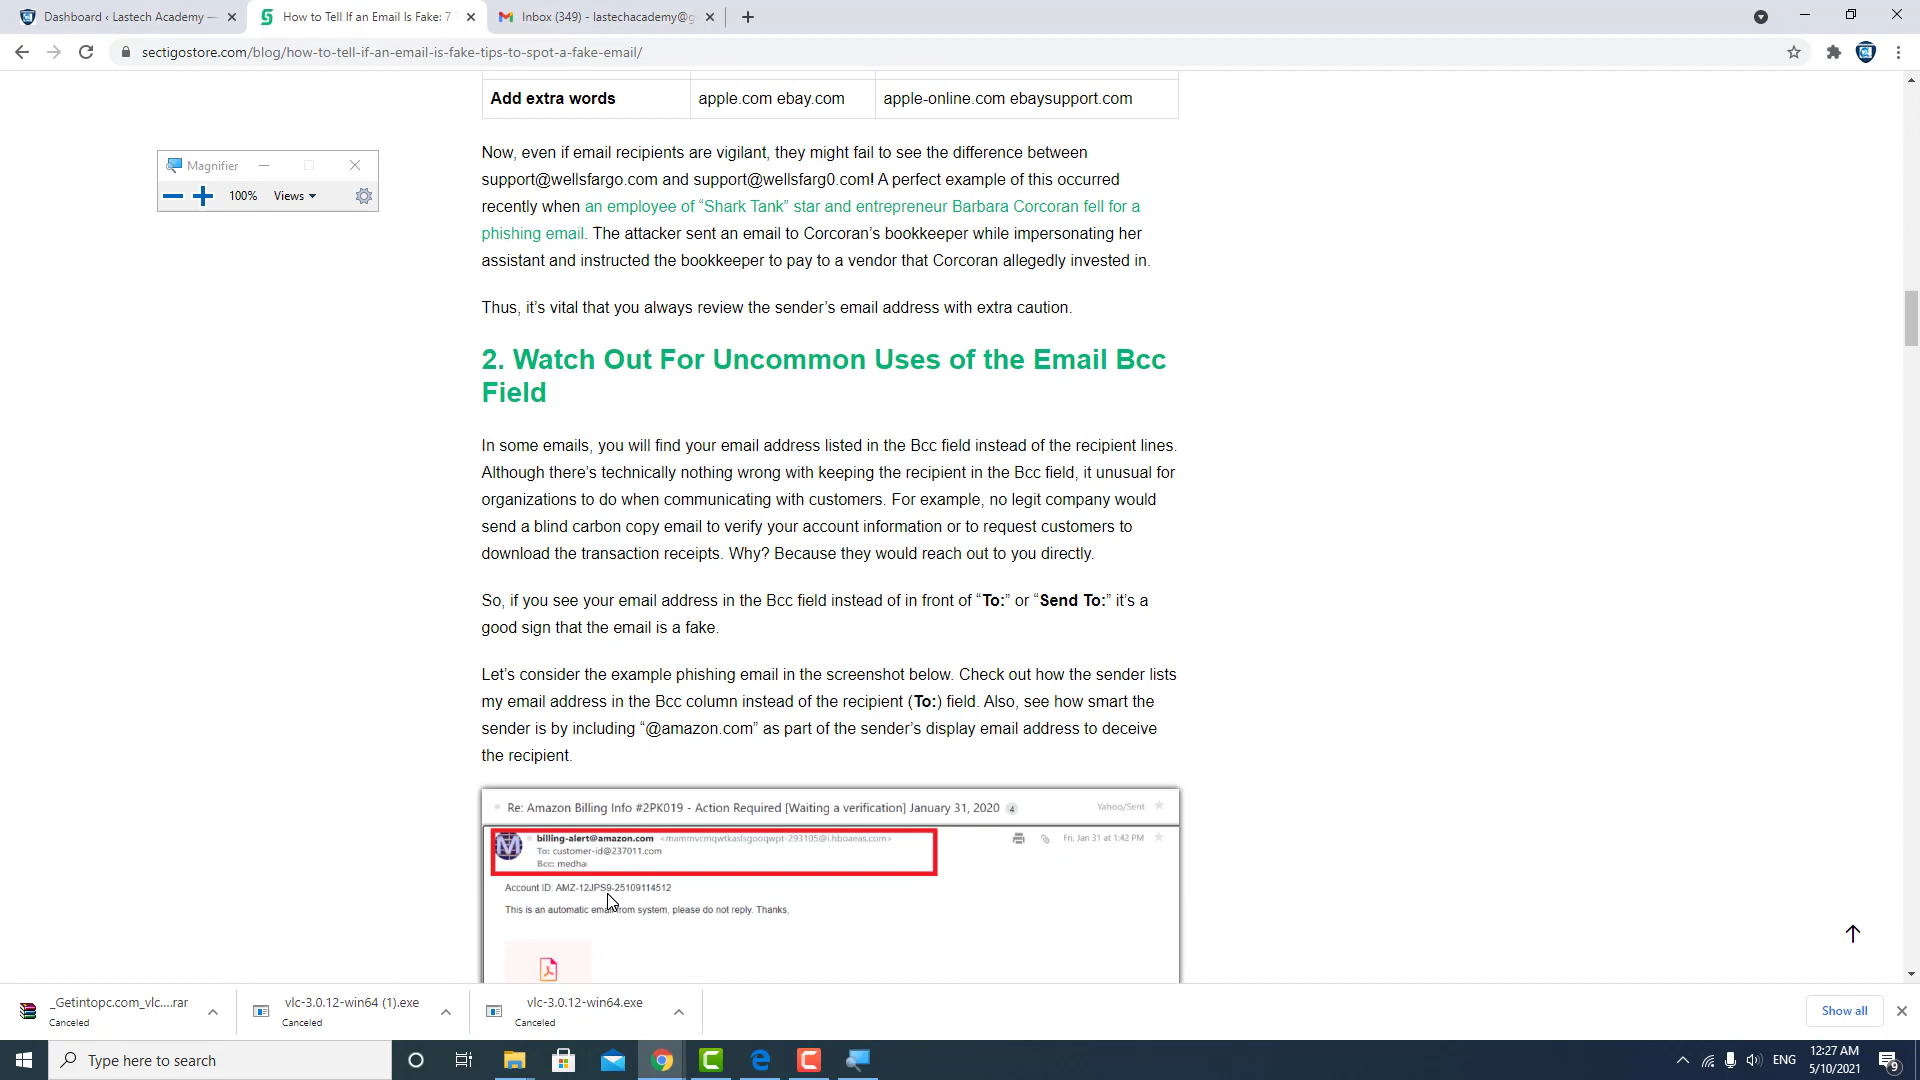 Dashboard ‹ Lastech Academy —
How to Tell If an Email Is Fake: 7
Inbox (349) - lastechacademy@g
sectigostore.com/blog/how-to-tell-if-an-email-is-fake-tips-to-spot-a-fake-email/
Add extra words apple.com ebay.com apple-online.com ebaysupport.com
Magnifier
100% Views
Now, even if email recipients are vigilant, they might fail to see the difference between
support@wellsfargo.com and support@wellsfarg0.com! A perfect example of this occurred
recently when an employee of “Shark Tank” star and entrepreneur Barbara Corcoran fell for a
phishing email. The attacker sent an email to Corcoran’s bookkeeper while impersonating her
assistant and instructed the bookkeeper to pay to a vendor that Corcoran allegedly invested in.
Thus, it’s vital that you always review the sender’s email address with extra caution.
2. Watch Out For Uncommon Uses of the Email Bcc
Field
In some emails, you will find your email address listed in the Bcc field instead of the recipient lines.
Although there’s technically nothing wrong with keeping the recipient in the Bcc field, it unusual for
organizations to do when communicating with customers. For example, no legit company would
send a blind carbon copy email to verify your account information or to request customers to
download the transaction receipts. Why? Because they would reach out to you directly.
So, if you see your email address in the Bcc field instead of in front of “To:” or “Send To:” it’s a
good sign that the email is a fake.
Let’s consider the example phishing email in the screenshot below. Check out how the sender lists
my email address in the Bcc column instead of the recipient (To:) field. Also, see how smart the
sender is by including “@amazon.com” as part of the sender’s display email address to deceive
the recipient.
Re: Amazon Billing Info #2PK019 - Action Required [Waiting a verification] January 31, 2020 4 Yahoo/Sent
billing-alert@amazon.com Fri, Jan 31 at 1:42 PM
To: customer-id@237011.com
Bcc: medha
Account ID: AMZ-12JPS9-25109114512
This is an automatic email from system, please do not reply. Thanks,
_Getintopc.com_vlc....rar
Canceled
vlc-3.0.12-win64 (1).exe
Canceled
vlc-3.0.12-win64.exe
Canceled
Show all
Type here to search
ENG
12:27 AM
5/10/2021
9